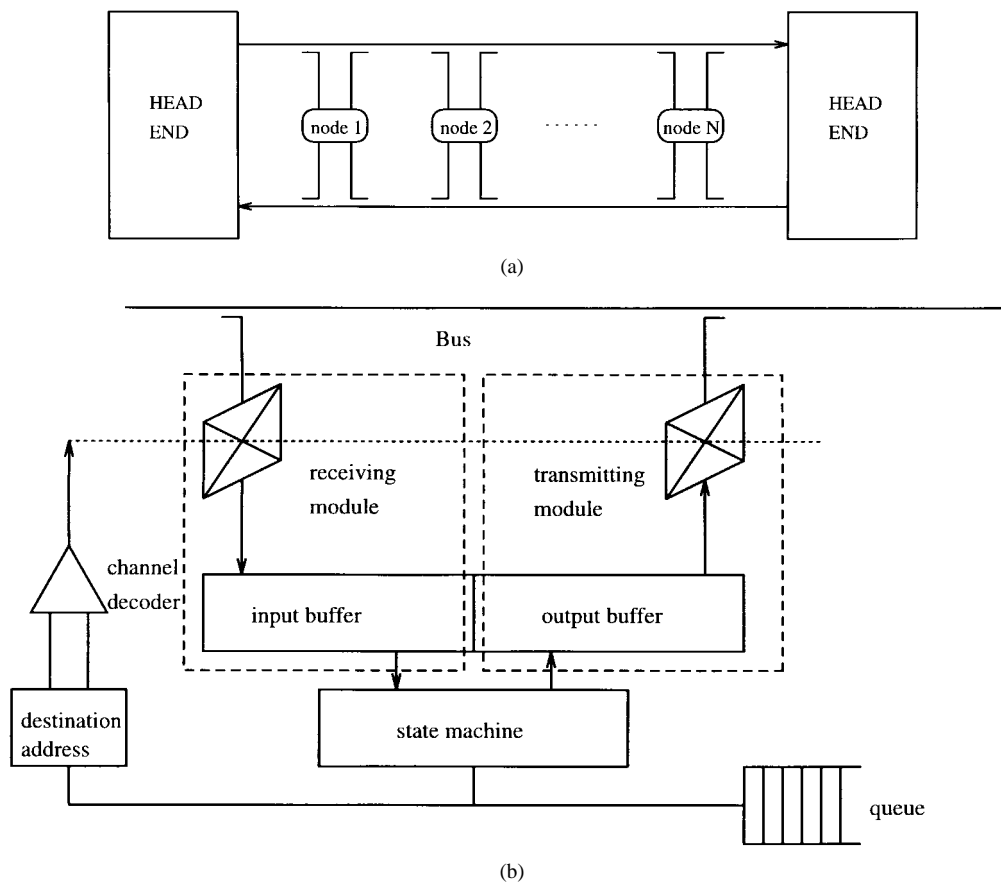 HEAD
END
node 1
node 2
......
node N
HEAD
END
(a)
Bus
receiving
module
transmitting
module
channel
decoder
input buffer
output buffer
destination
address
state machine
queue
(b)